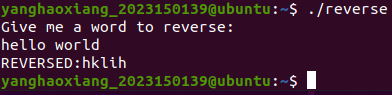 yanghaoxiang_2023150139@ubuntu:~$ ./reverse
Give me a word to reverse:
hello world
REVERSED:hklih
yanghaoxiang_2023150139@ubuntu:~$